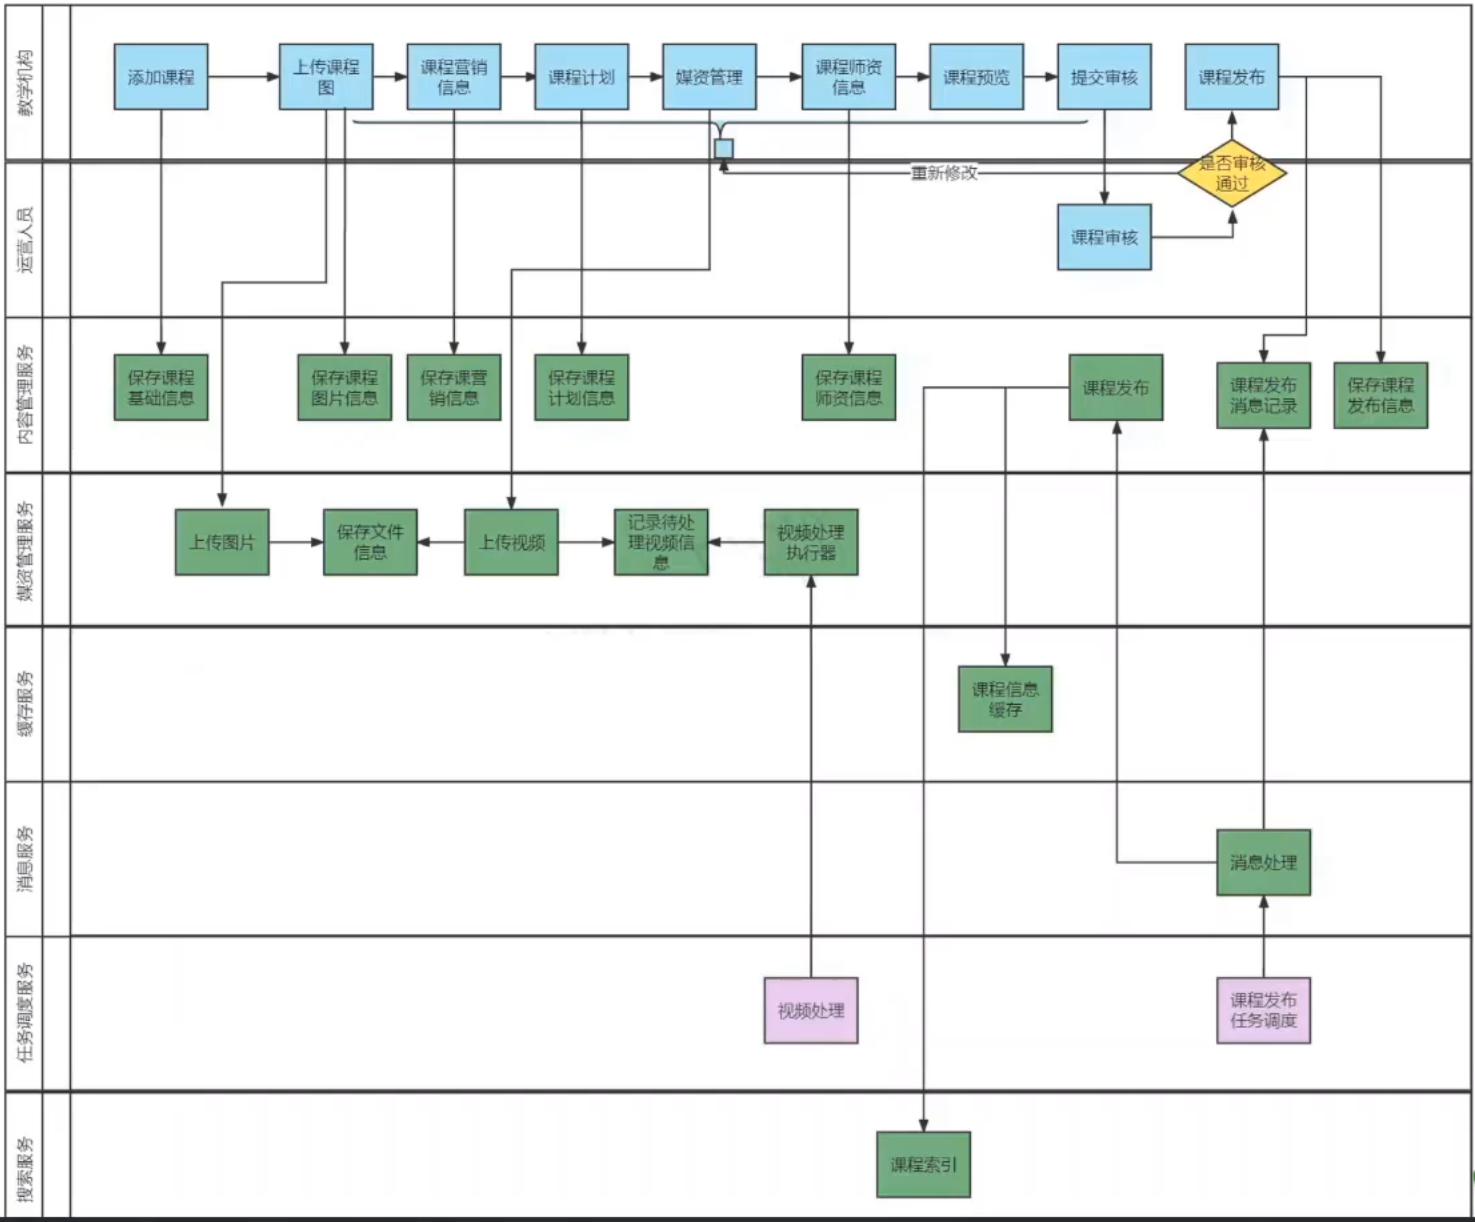 教学机构
添加课程
上传课程
图
课程营销
信息
课程计划
媒资管理
课程师资
信息
课程预览
提交审核
课程发布
运营人员
重新修改
是否审核
通过
课程审核
内容管理服务
保存课程
基础信息
保存课程
图片信息
保存课营
销信息
保存课程
计划信息
保存课程
师资信息
课程发布
课程发布
消息记录
保存课程
发布信息
媒资管理服务
上传图片
保存文件
信息
上传视频
记录待处
理视频信
息
视频处理
执行器
缓存服务
课程信息
缓存
消息服务
消息处理
任务调度服务
视频处理
课程发布
任务调度
搜索服务
课程索引